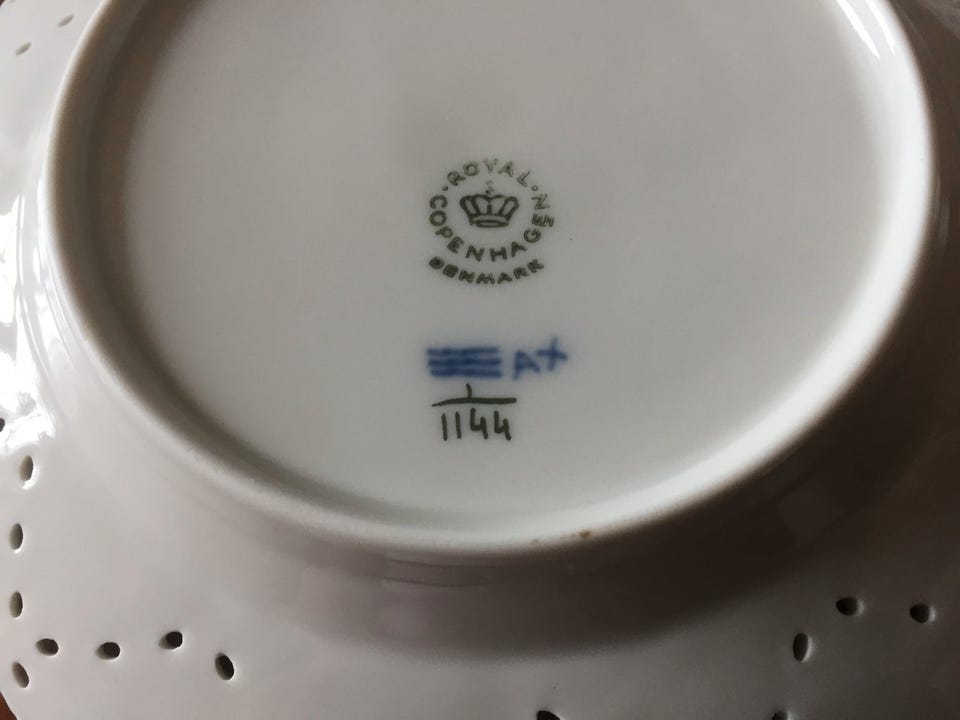 ROYAL
COPENHAGEN
DENMARK
A+
1
1144